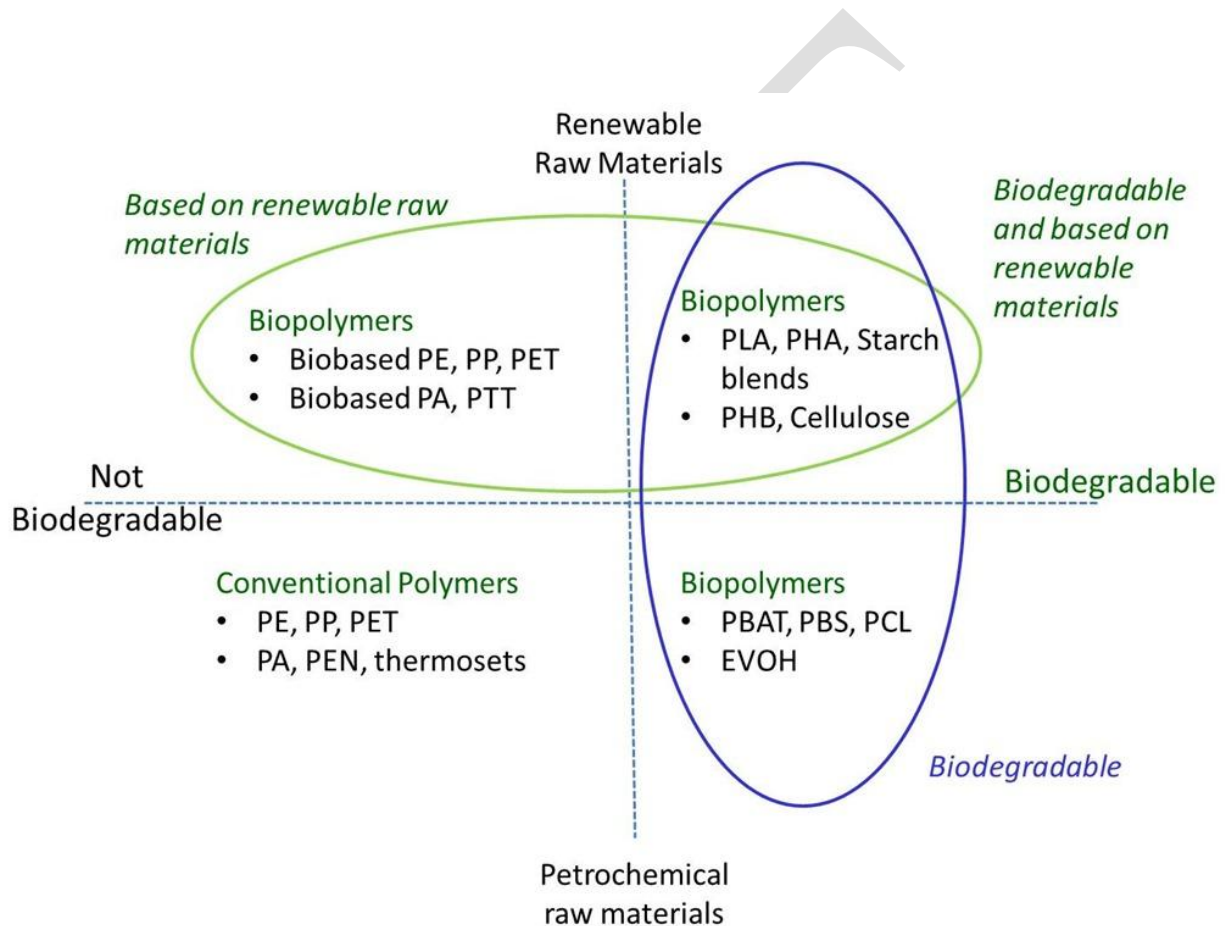 Renewable
Raw Materials
Based on renewable raw
materials
Biodegradable
and based on
renewable
materials
Biopolymers
• Biobased PE, PP, PET
• Biobased PA, PTT
Biopolymers
• PLA, PHA, Starch
blends
• PHB, Cellulose
Not
Biodegradable
Biodegradable
Conventional Polymers
• PE, PP, PET
• PA, PEN, thermosets
Biopolymers
• PBAT, PBS, PCL
• EVOH
Biodegradable
Petrochemical
raw materials